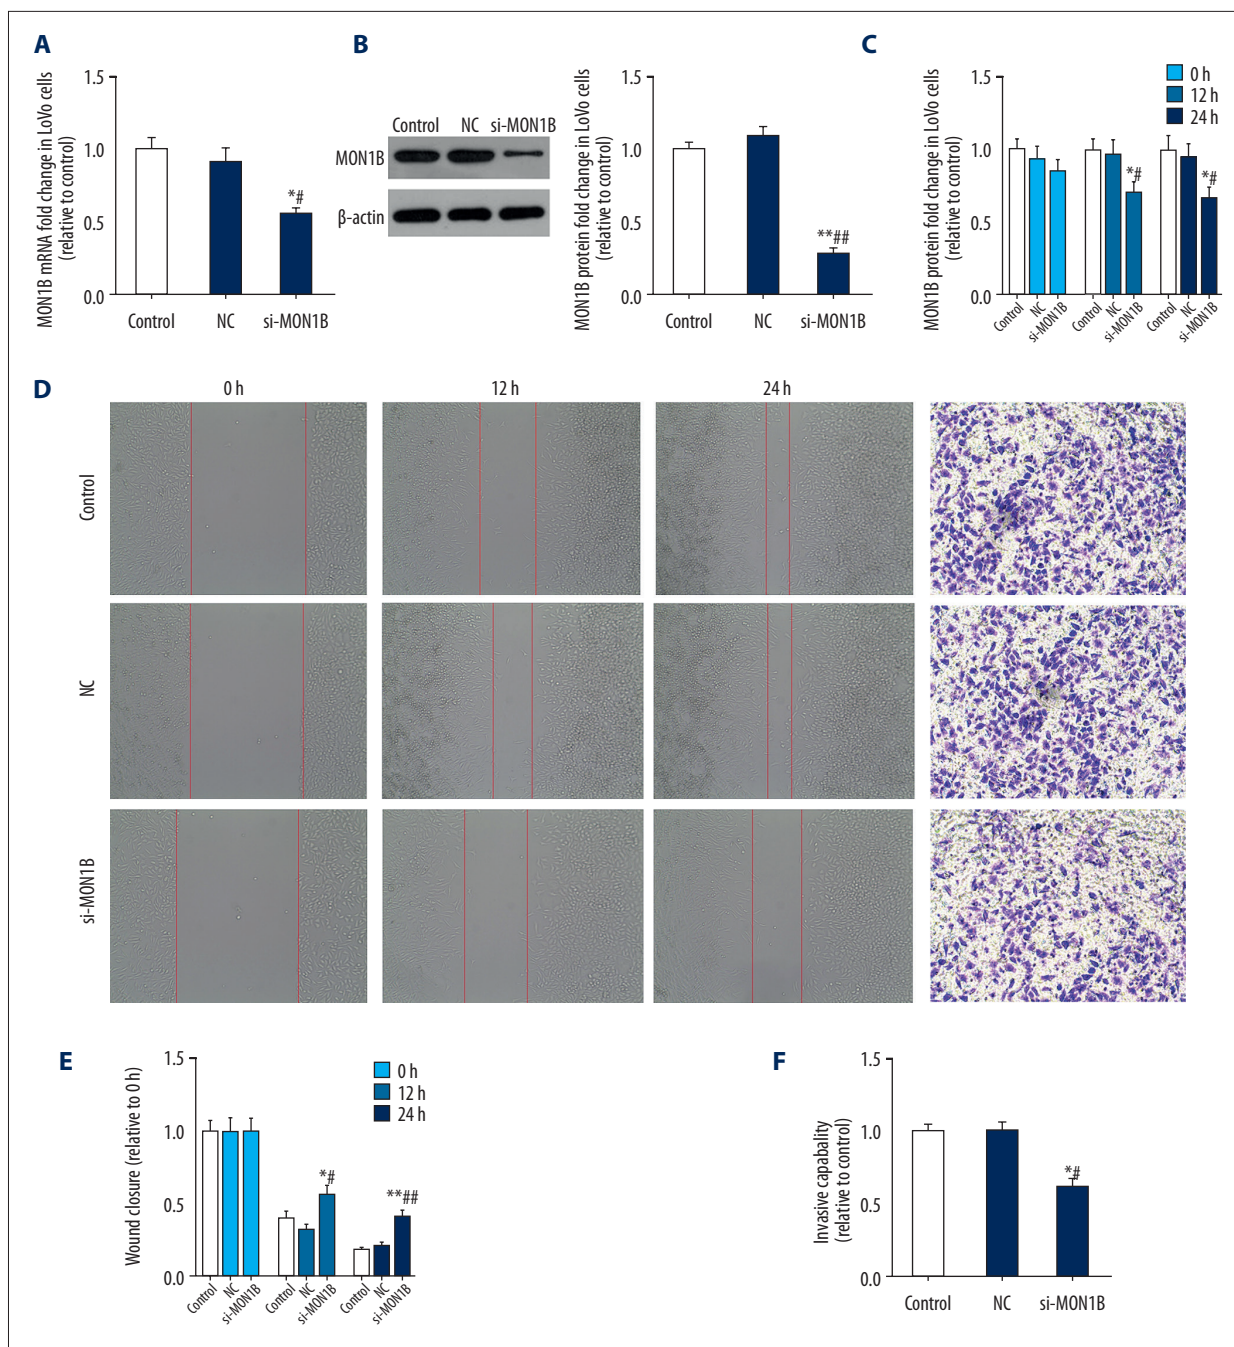 A
MON1B mRNA fold change in LoVo cells
(relative to control)
1.5
1.0
0.5
0.0
*#
Control NC si-MON1B
B
Control NC si-MON1B
MON1B
β-actin
MON1B protein fold change in LoVo cells
(relative to control)
1.5
1.0
0.5
0.0
**##
Control NC si-MON1B
C
MON1B protein fold change in LoVo cells
(relative to control)
1.5
1.0
0.5
0.0
0 h
12 h
24 h
*#
*#
Control NC si-MON1B Control NC si-MON1B Control NC si-MON1B
D
0 h 12 h 24 h
Control
NC
si-MON1B
E
Wound closure (relative to 0 h)
1.5
1.0
0.5
0.0
0 h
12 h
24 h
*#
**##
Control NC si-MON1B Control NC si-MON1B Control NC si-MON1B
F
Invasive capabality
(relative to control)
1.5
1.0
0.5
0.0
*#
Control NC si-MON1B